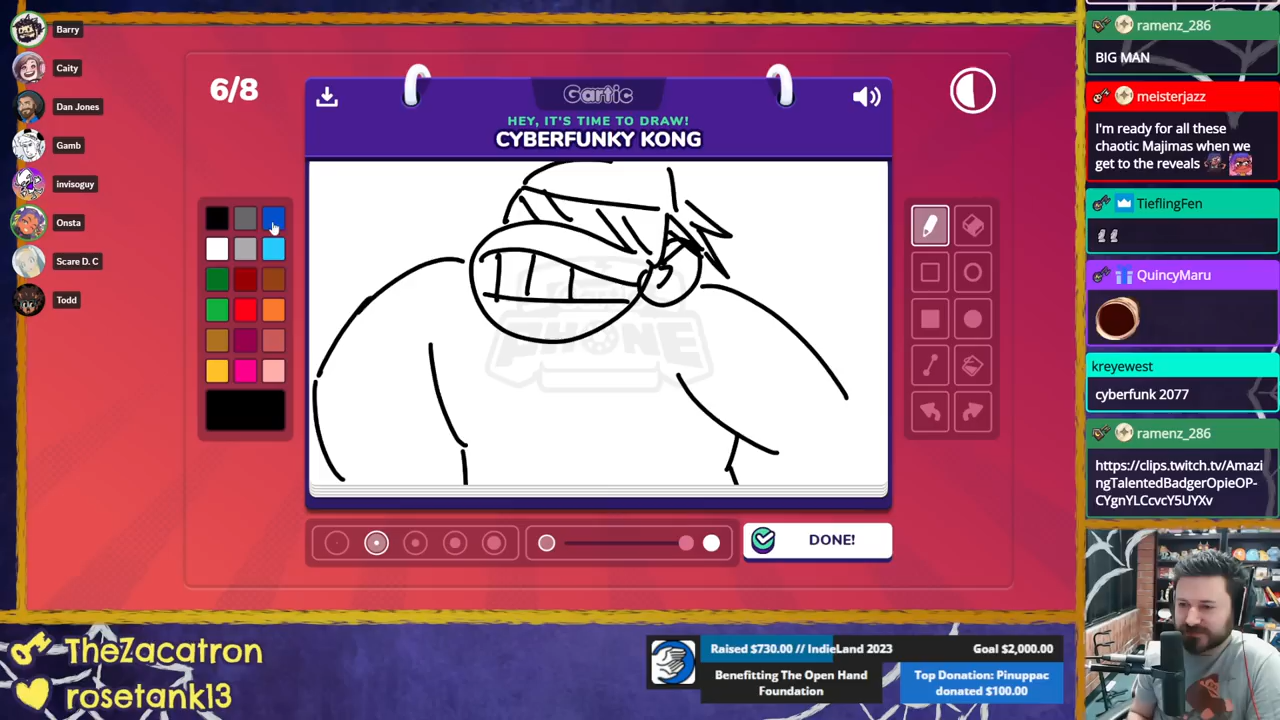 Barry
Caity
Dan Jones
Gamb
invisoguy
Onsta
Scare D. C
Todd
6/8
Gartic
HEY, IT'S TIME TO DRAW!
CYBERFUNKY KONG
Gartic
PHONE
DONE!
ramenz_286
BIG MAN
meisterjazz
I'm ready for all these
chaotic Majimas when we
get to the reveals
TieflingFen
QuincyMaru
kreyewest
cyberfunk 2077
ramenz_286
https://clips.twitch.tv/Amazi
ngTalentedBadgerOpieOP-
CYgnYLCcvcY5UYXv
TheZacatron
rosetank13
Raised $730.00 // IndieLand 2023
Goal $2,000.00
Benefitting The Open Hand
Foundation
Top Donation: Pinuppac
donated $100.00